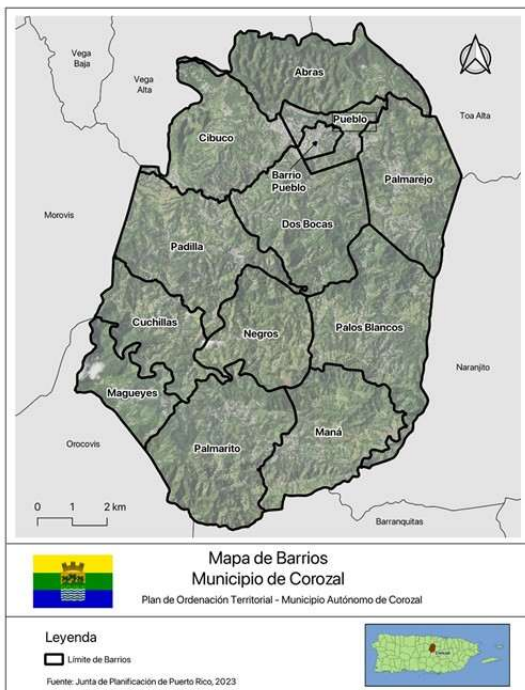 Vega
Baja
Vega
Alta
Abras
Toa Alta
Pueblo
Cibuco
Barrio
Pueblo
Palmarejo
Morovis
Dos Bocas
Padilla
Cuchillas
Negros
Palos Blancos
Naranjito
Magueyes
Orocovis
Palmarito
Maná
0 1 2 km
Barranquitas
Mapa de Barrios
Municipio de Corozal
Plan de Ordenación Territorial - Municipio Autónomo de Corozal
Leyenda
Límite de Barrios
Fuente: Junta de Planificación de Puerto Rico, 2023